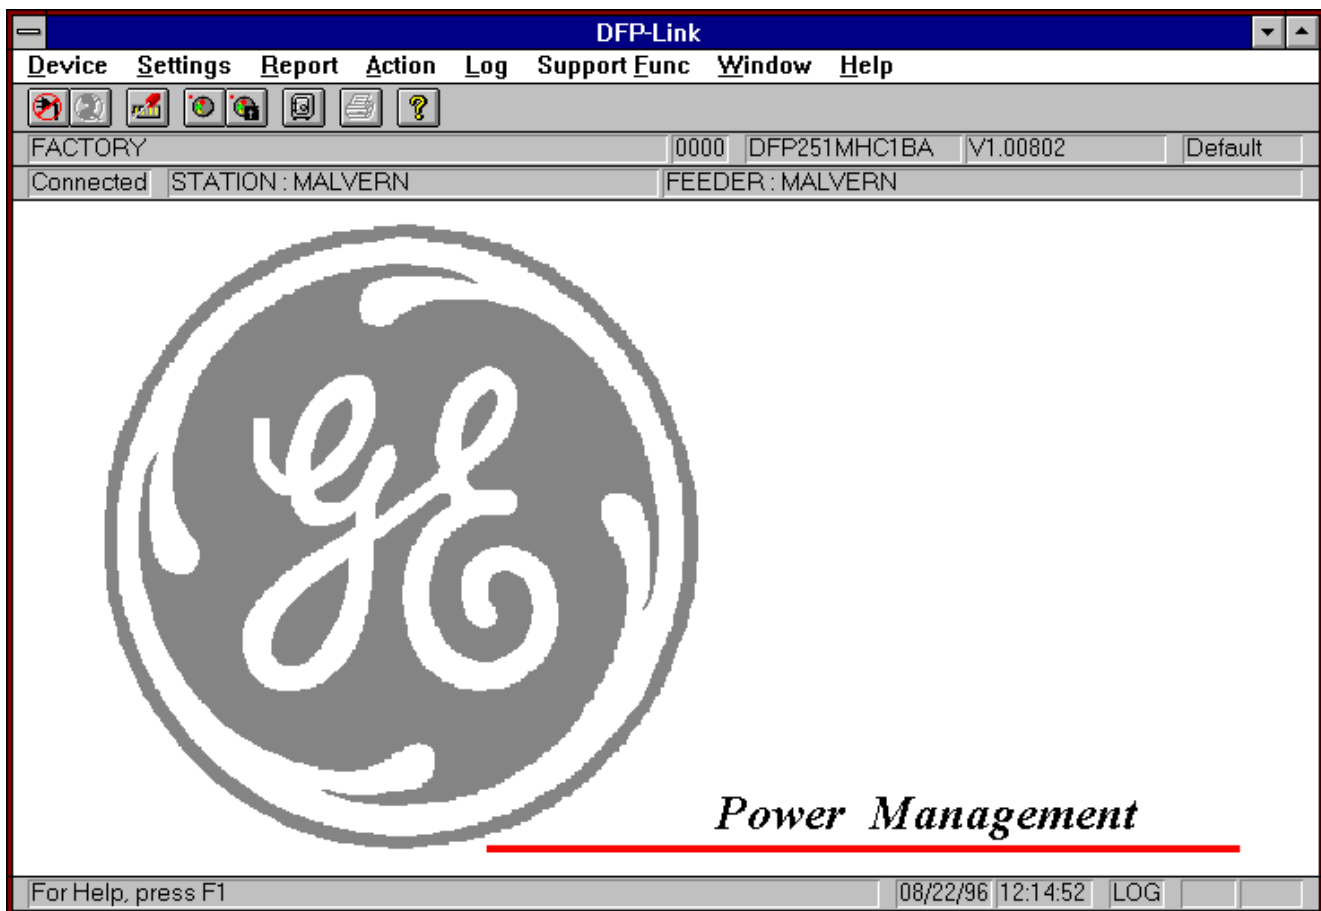 DFP-Link
Device Settings Report Action Log Support Func Window Help
FACTORY 0000 DFP251MHC1BA V1.00802 Default
Connected STATION : MALVERN FEEDER : MALVERN
GE
Power Management
For Help, press F1 08/22/96 12:14:52 LOG